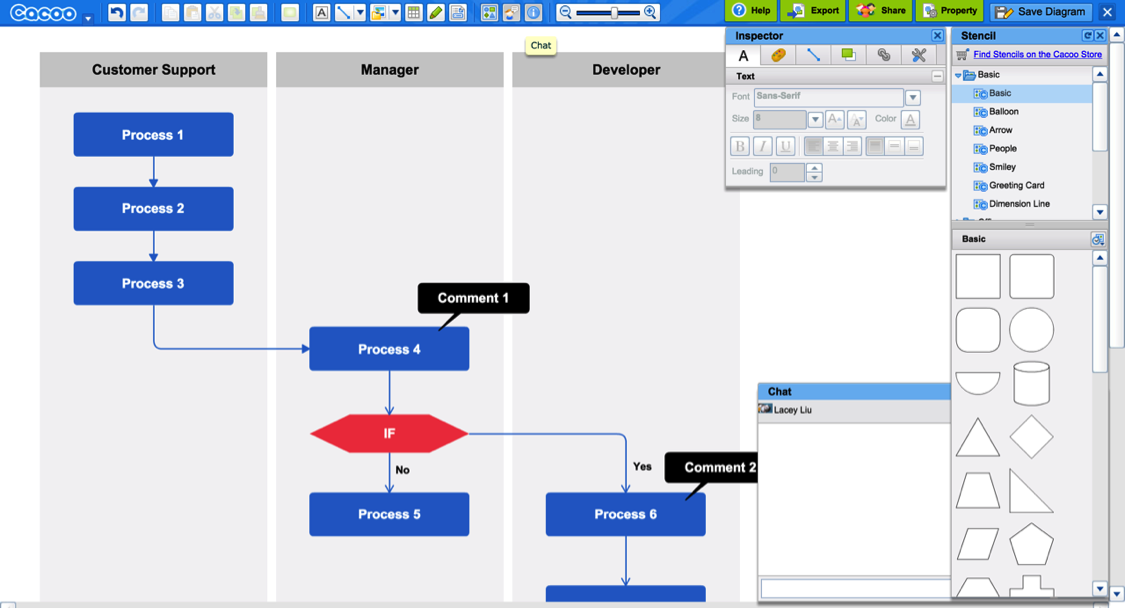 Cacoo
Help
Export
Share
Property
Save Diagram
Chat
Customer Support
Manager
Developer
Process 1
Process 2
Process 3
Comment 1
Process 4
IF
No
Yes
Comment 2
Process 5
Process 6
Inspector
A
Text
Font Sans-Serif
Size 8 Color A
B I U
Leading 0
Stencil
Find Stencils on the Cacoo Store
Basic
Basic
Balloon
Arrow
People
Smiley
Greeting Card
Dimension Line
Basic
Chat
Lacey Liu